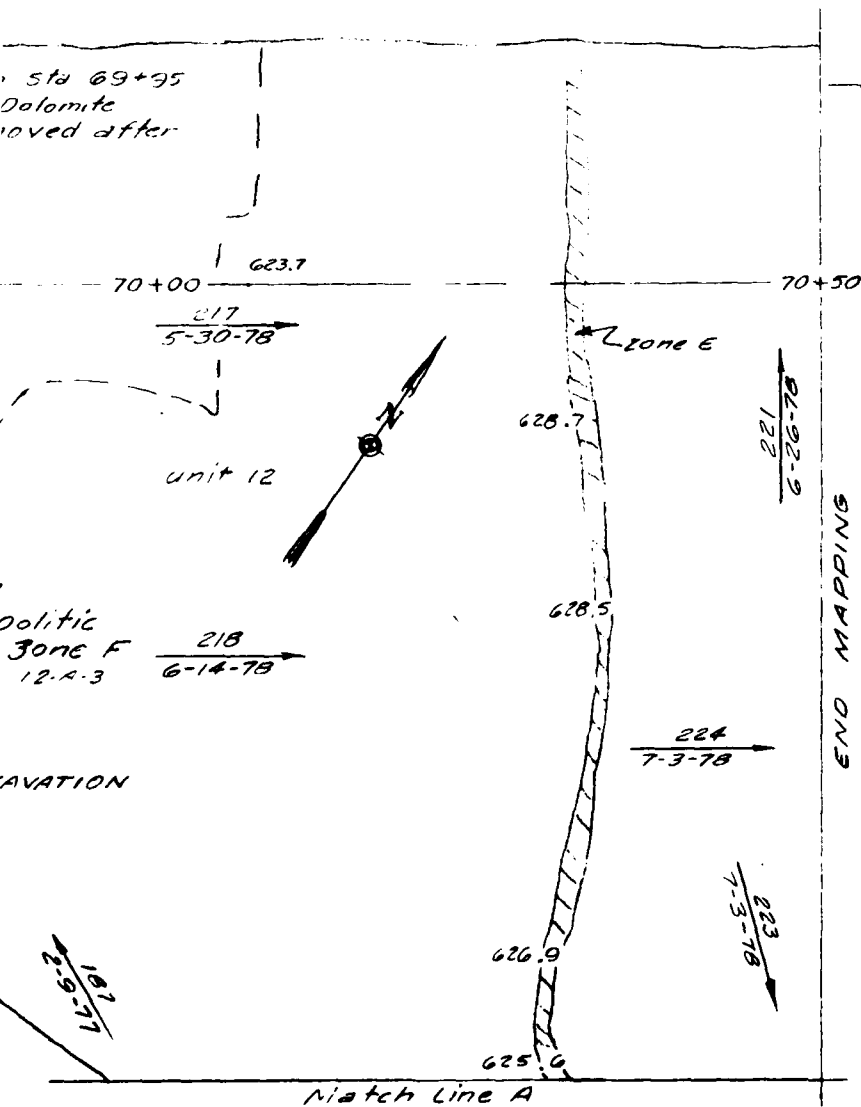 sta 69+95
Dolomite
oved after
623.7
70+00
70+50
217
5-30-78
zone E
N
628.7
122
6-26-78
unit 12
END MAPPING
628.5
Oolitic
zone F
12-A-3
218
6-14-78
224
7-3-78
AVATION
223
7-3-78
626.9
187
2-9-77
625.6
Match Line A